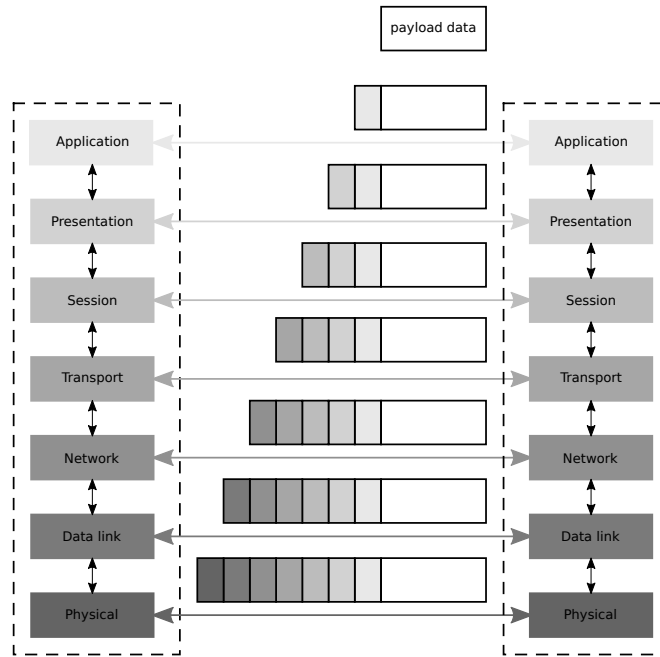 payload data
Application
Application
Presentation
Presentation
Session
Session
Transport
Transport
Network
Network
Data link
Data link
Physical
Physical